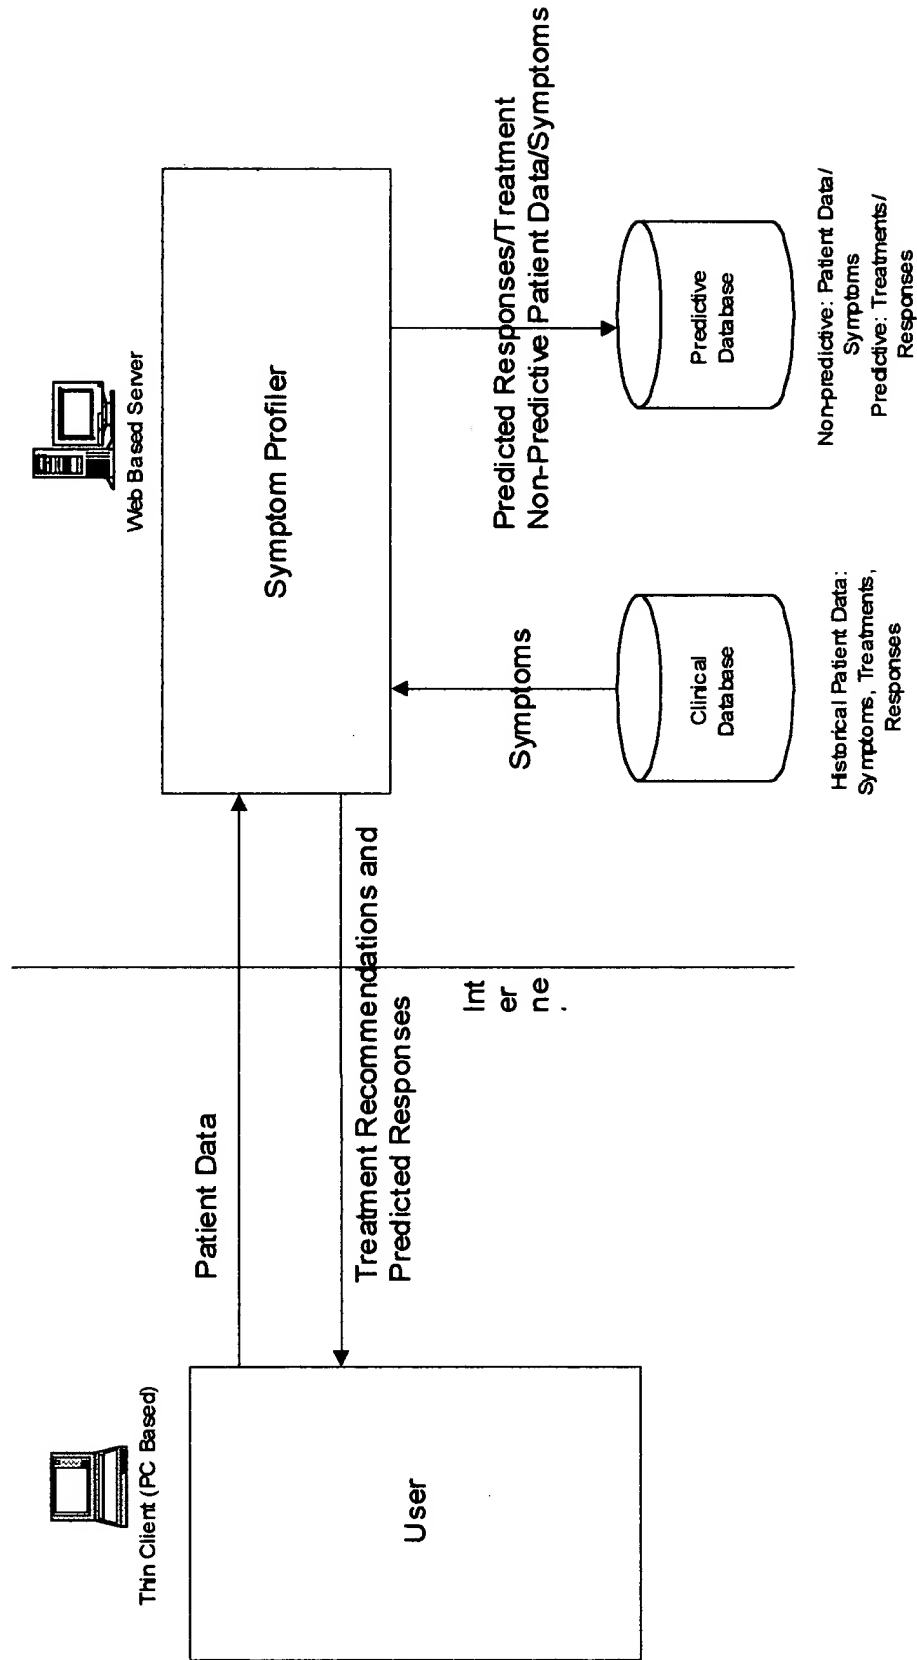 Thin Client (PC Based)
User
Patient Data
Treatment Recommendations and
Predicted Responses
Int
er
ne
.
Web Based Server
Symptom Profiler
Symptoms
Clinical
Database
Historical Patient Data:
Symptoms, Treatments,
Responses
Predicted Responses/Treatment
Non-Predictive Patient Data/Symptoms
Predictive
Database
Non-predictive: Patient Data/
Symptoms
Predictive: Treatments/
Responses